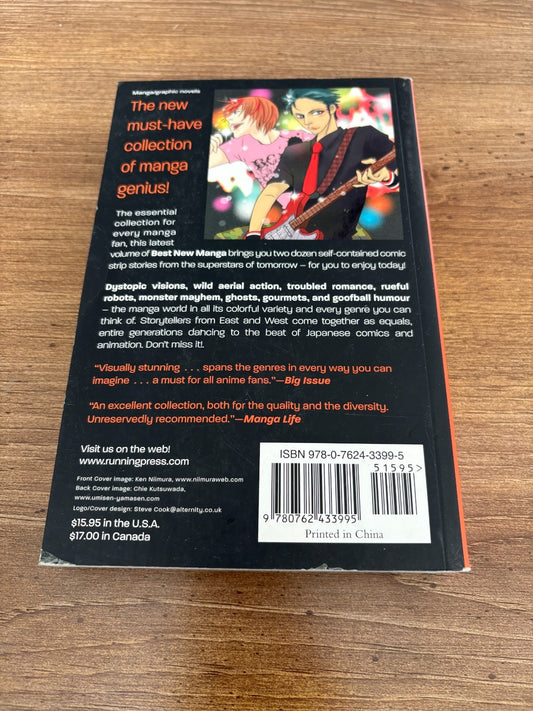 Manga/graphic novels
The new
must-have
collection
of manga
genius!
The essential
collection for
every manga
fan, this latest
volume of Best New Manga brings you two dozen self-contained comic
strip stories from the superstars of tomorrow – for you to enjoy today!
Dystopic visions, wild aerial action, troubled romance, rueful
robots, monster mayhem, ghosts, gourmets, and goofball humour
– the manga world in all its colorful variety and every genre you can
think of. Storytellers from East and West come together as equals,
entire generations dancing to the beat of Japanese comics and
animation. Don't miss it!
“Visually stunning . . . spans the genres in every way you can
imagine . . . a must for all anime fans.”—Big Issue
“An excellent collection, both for the quality and the diversity.
Unreservedly recommended.”—Manga Life
Visit us on the web!
www.runningpress.com
Front Cover image: Ken Niimura, www.niimuraweb.com
Back Cover image: Chie Kutsuwada,
www.umisen-yamasen.com
Logo/Cover design: Steve Cook@alternity.co.uk
$15.95 in the U.S.A.
$17.00 in Canada
ISBN 978-0-7624-3399-5
51595>
9 780762 433995
Printed in China